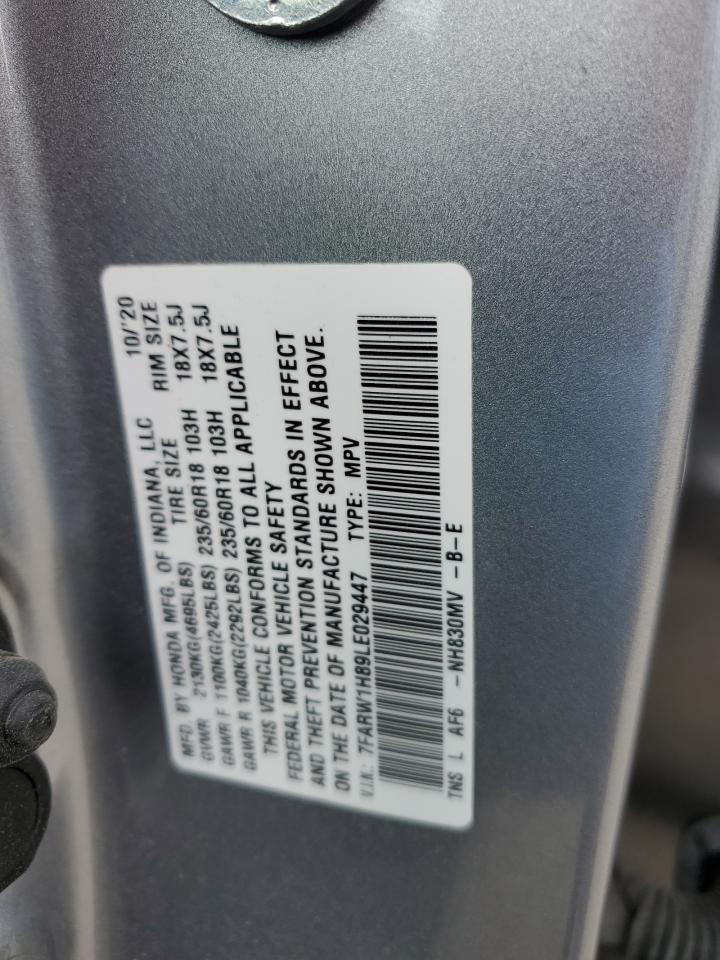 MFD. BY HONDA MFG. OF INDIANA, LLC 10/'20
TIRE SIZE RIM SIZE
GVWR 2130KG(4695LBS)
GAWR F 1100KG(2425LBS) 235/60R18 103H 18X7.5J
GAWR R 1040KG(2292LBS) 235/60R18 103H 18X7.5J
THIS VEHICLE CONFORMS TO ALL APPLICABLE
FEDERAL MOTOR VEHICLE SAFETY
AND THEFT PREVENTION STANDARDS IN EFFECT
ON THE DATE OF MANUFACTURE SHOWN ABOVE.
V.I.N.: 7FARW1H89LE029447 TYPE: MPV
TNS L AF6 -NH830MV -B-E